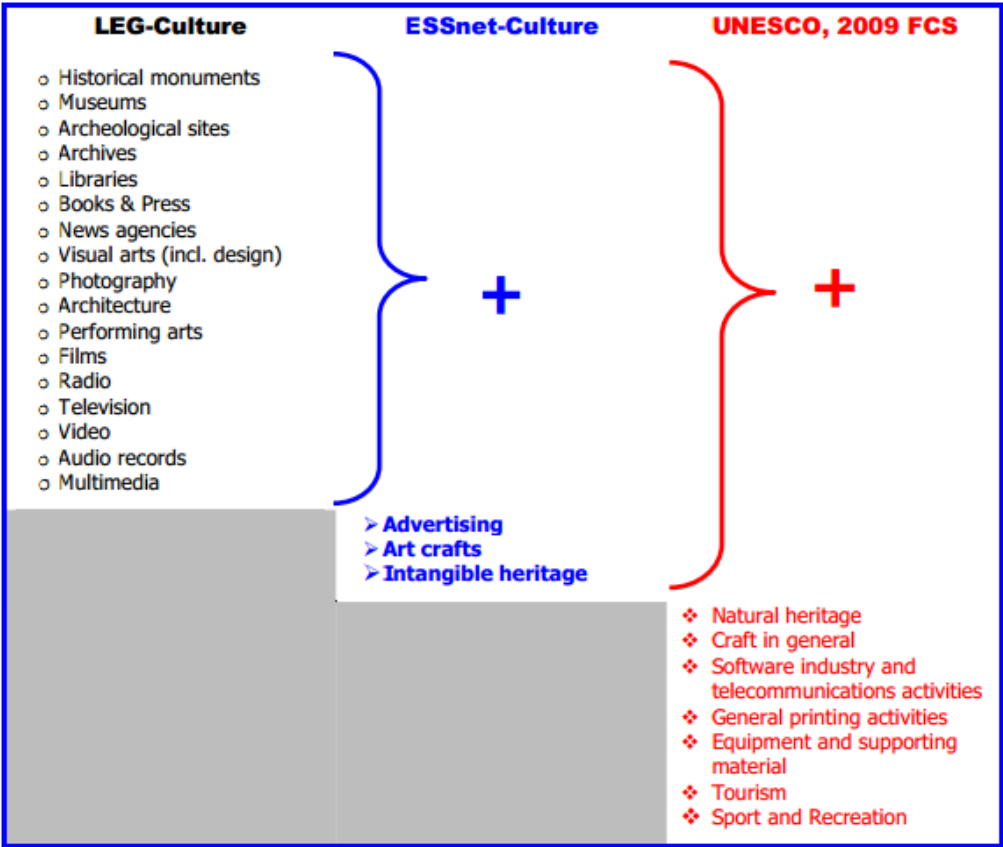 LEG-Culture
ESSnet-Culture
UNESCO, 2009 FCS
Historical monuments
Museums
Archeological sites
Archives
Libraries
Books & Press
News agencies
Visual arts (incl. design)
Photography
Architecture
Performing arts
Films
Radio
Television
Video
Audio records
Multimedia
+
+
Advertising
Art crafts
Intangible heritage
Natural heritage
Craft in general
Software industry and
telecommunications activities
General printing activities
Equipment and supporting
material
Tourism
Sport and Recreation